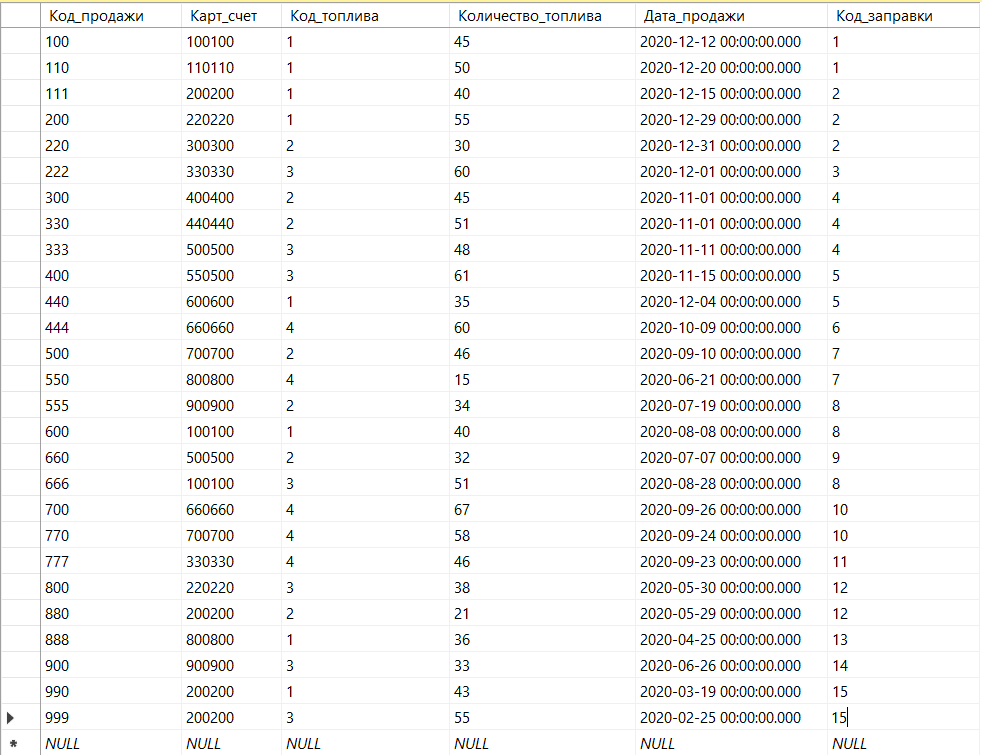 Код_продажи Карт_счет Код_топлива Количество_топлива Дата_продажи Код_заправки
100 100100 1 45 2020-12-12 00:00:00.000 1
110 110110 1 50 2020-12-20 00:00:00.000 1
111 200200 1 40 2020-12-15 00:00:00.000 2
200 220220 1 55 2020-12-29 00:00:00.000 2
220 300300 2 30 2020-12-31 00:00:00.000 2
222 330330 3 60 2020-12-01 00:00:00.000 3
300 400400 2 45 2020-11-01 00:00:00.000 4
330 440440 2 51 2020-11-01 00:00:00.000 4
333 500500 3 48 2020-11-11 00:00:00.000 4
400 550500 3 61 2020-11-15 00:00:00.000 5
440 600600 1 35 2020-12-04 00:00:00.000 5
444 660660 4 60 2020-10-09 00:00:00.000 6
500 700700 2 46 2020-09-10 00:00:00.000 7
550 800800 4 15 2020-06-21 00:00:00.000 7
555 900900 2 34 2020-07-19 00:00:00.000 8
600 100100 1 40 2020-08-08 00:00:00.000 8
660 500500 2 32 2020-07-07 00:00:00.000 9
666 100100 3 51 2020-08-28 00:00:00.000 8
700 660660 4 67 2020-09-26 00:00:00.000 10
770 700700 4 58 2020-09-24 00:00:00.000 10
777 330330 4 46 2020-09-23 00:00:00.000 11
800 220220 3 38 2020-05-30 00:00:00.000 12
880 200200 2 21 2020-05-29 00:00:00.000 12
888 800800 1 36 2020-04-25 00:00:00.000 13
900 900900 3 33 2020-06-26 00:00:00.000 14
990 200200 1 43 2020-03-19 00:00:00.000 15
999 200200 3 55 2020-02-25 00:00:00.000 15
NULL NULL NULL NULL NULL NULL